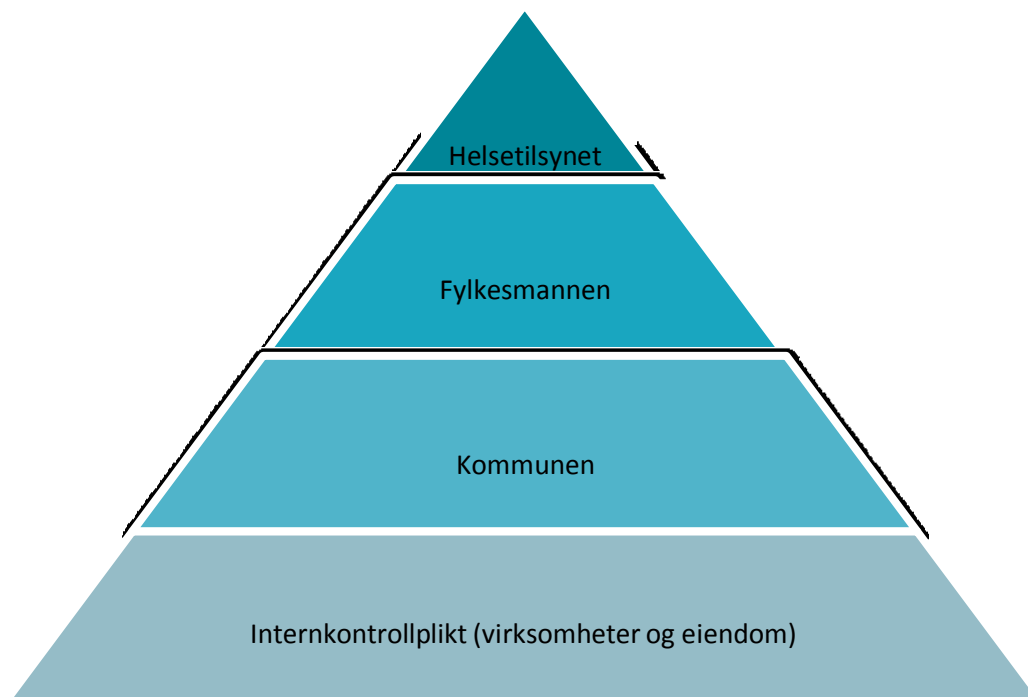 Helsetilsynet
Fylkesmannen
Kommunen
Internkontrollplikt (virksomheter og eiendom)